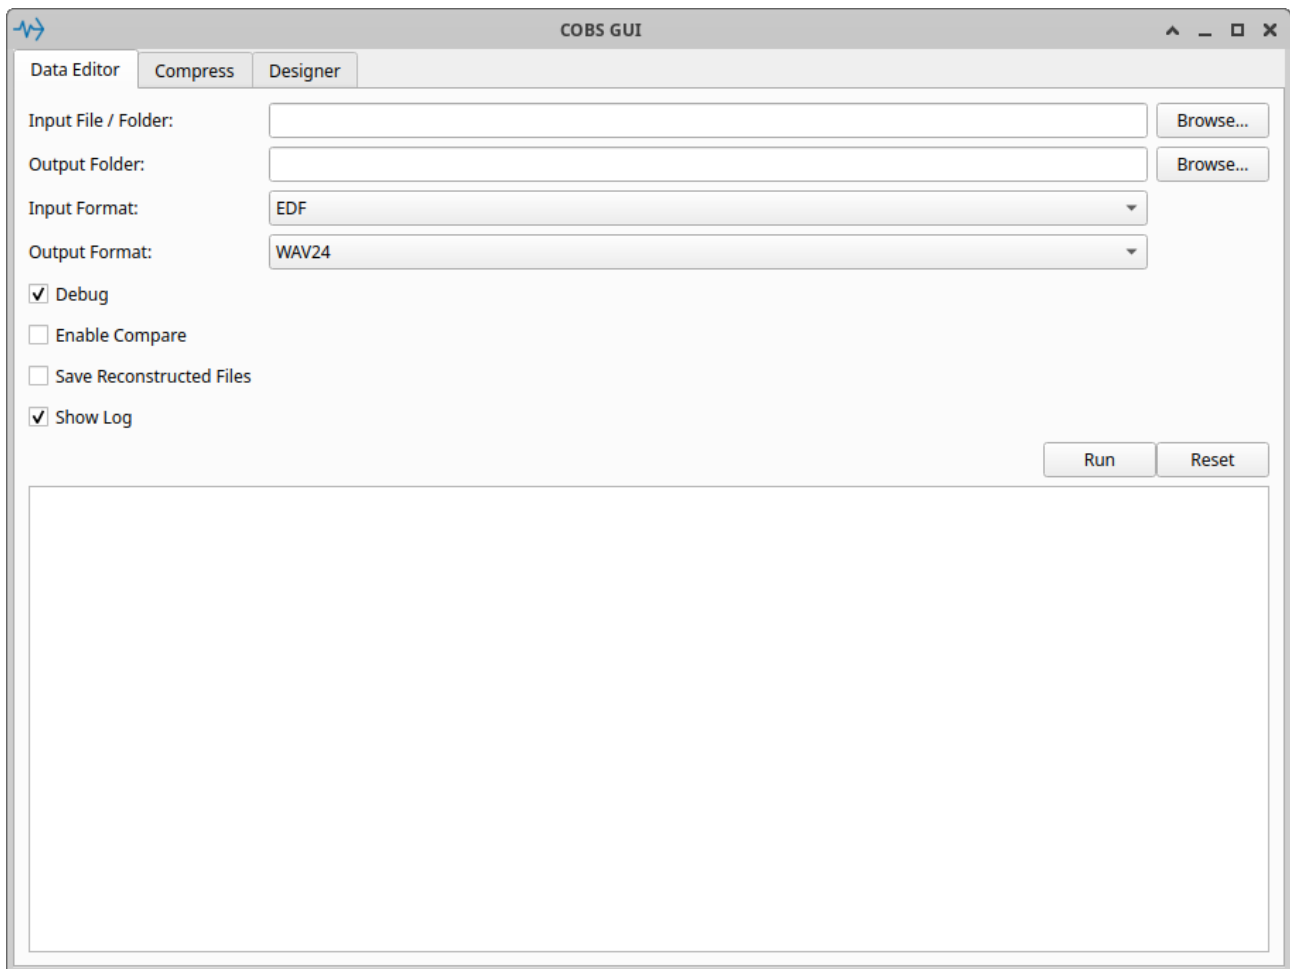 COBS GUI
Data Editor Compress Designer
Input File / Folder: Browse...
Output Folder: Browse...
Input Format: EDF
Output Format: WAV24
Debug
Enable Compare
Save Reconstructed Files
Show Log
Run Reset